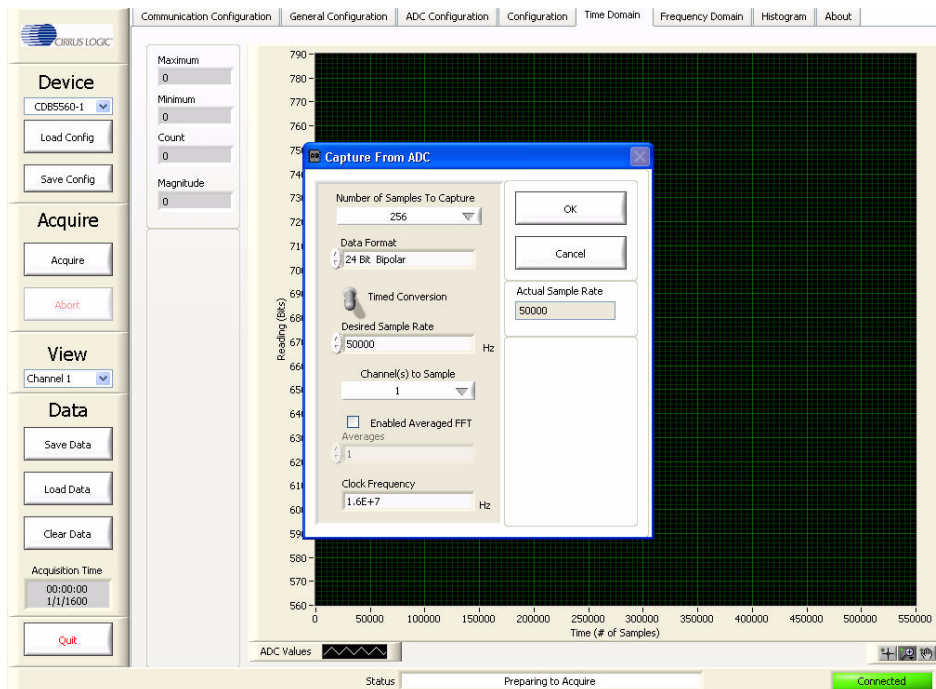 Communication Configuration
General Configuration
ADC Configuration
Configuration
Time Domain
Frequency Domain
Histogram
About
CIRRUS LOGIC
Device
CDB5560-1
Load Config
Save Config
Acquire
Acquire
Abort
View
Channel 1
Data
Save Data
Load Data
Clear Data
Acquisition Time
00:00:00
1/1/1600
Quit
Maximum
0
Minimum
0
Count
0
Magnitude
0
Reading (Bits)
790
780
770
760
580
570
560
0
50000
100000
150000
200000
250000
300000
350000
400000
450000
500000
550000
Time (# of Samples)
Capture From ADC
Number of Samples To Capture
256
Data Format
24 Bit Bipolar
Timed Conversion
Desired Sample Rate
50000 Hz
Channel(s) to Sample
1
Enabled Averaged FFT
Averages
1
Clock Frequency
1.6E+7 Hz
OK
Cancel
Actual Sample Rate
50000
ADC Values
Status
Preparing to Acquire
Connected